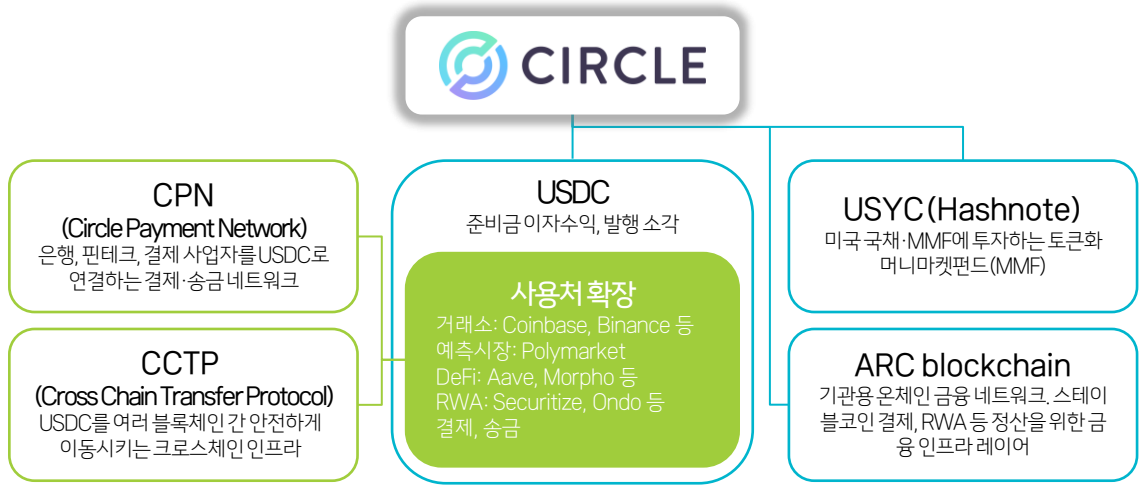 CIRCLE
CPN
(Circle Payment Network)
은행, 핀테크, 결제 사업자를 USDC로
연결하는 결제·송금 네트워크
CCTP
(Cross Chain Transfer Protocol)
USDC를 여러 블록체인 간 안전하게
이동시키는 크로스체인 인프라
USDC
준비금 이자수익, 발행 소각
사용처 확장
거래소: Coinbase, Binance 등
예측시장: Polymarket
DeFi: Aave, Morpho 등
RWA: Securitize, Ondo 등
결제, 송금
USYC (Hashnote)
미국 국채·MMF에 투자하는 토큰화
머니마켓펀드(MMF)
ARC blockchain
기관용 온체인 금융 네트워크. 스테이
블코인 결제, RWA 등 정산을 위한 금
융 인프라 레이어